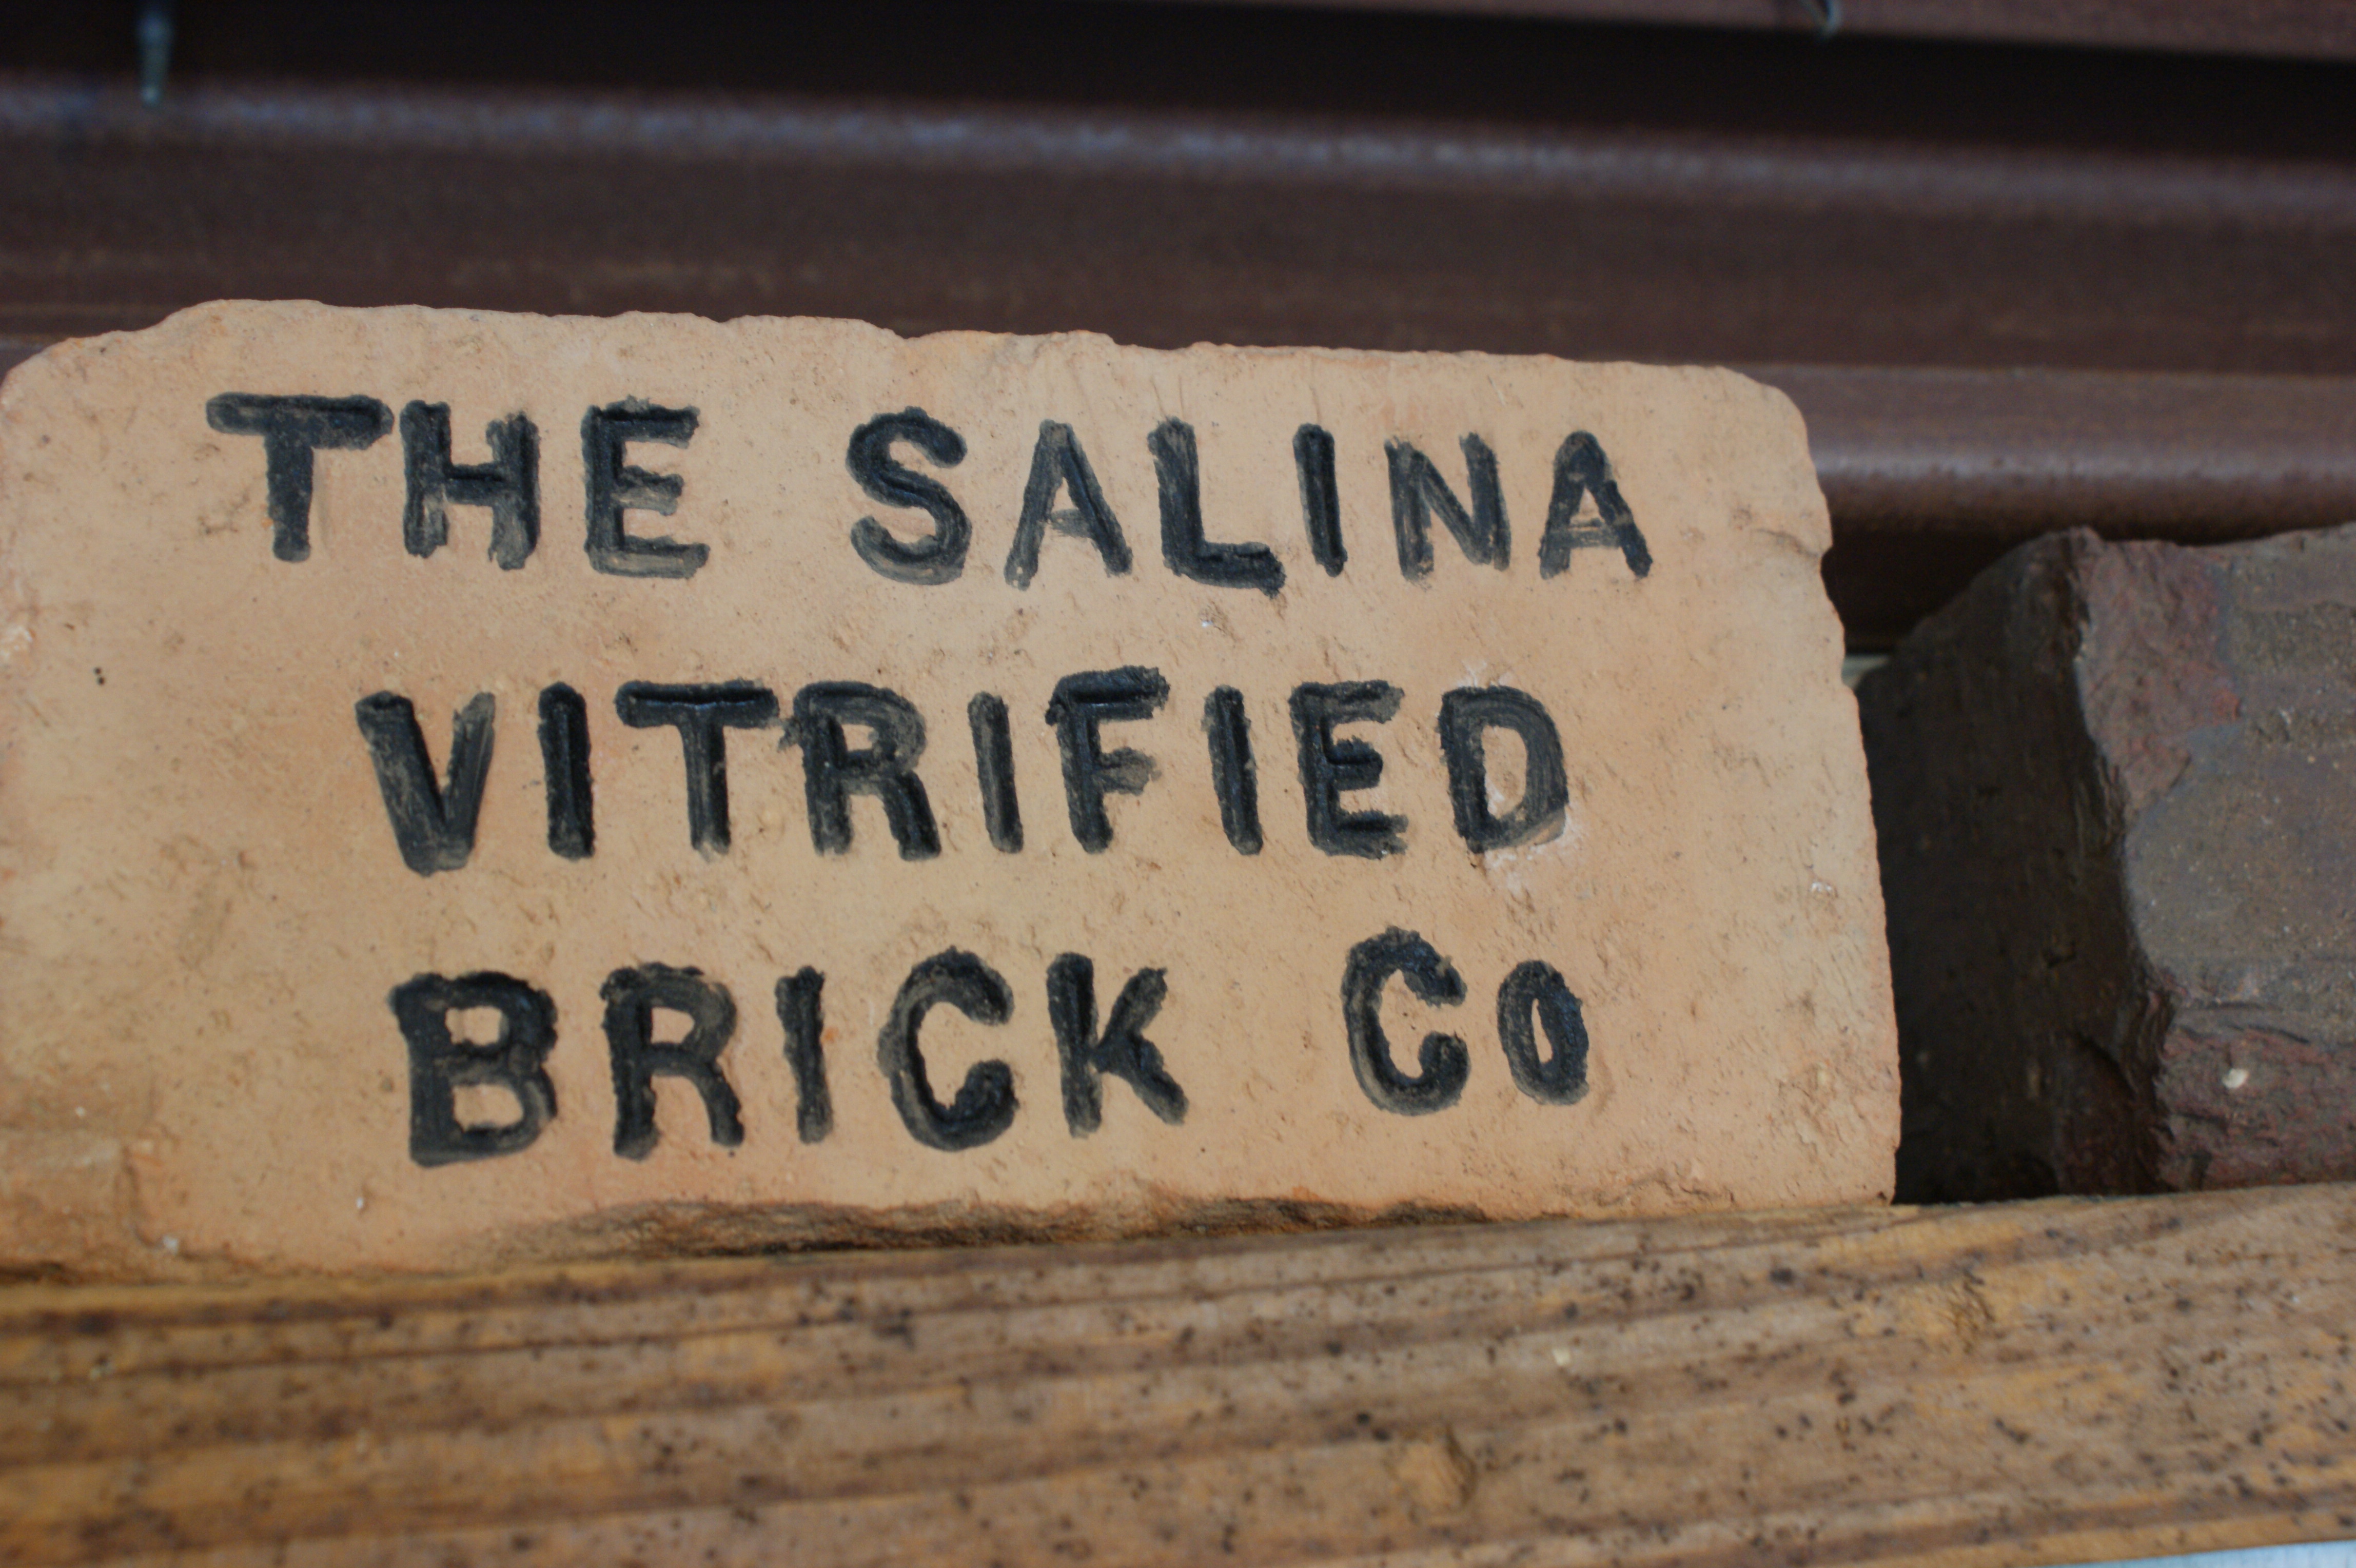 THE SALINA
VITRIFIED
BRICK CO